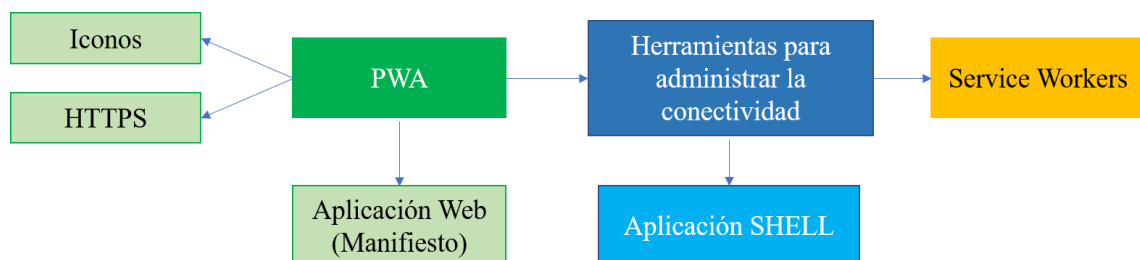 Iconos
HTTPS
PWA
Herramientas para
administrar la
conectividad
Service Workers
Aplicación Web
(Manifiesto)
Aplicación SHELL